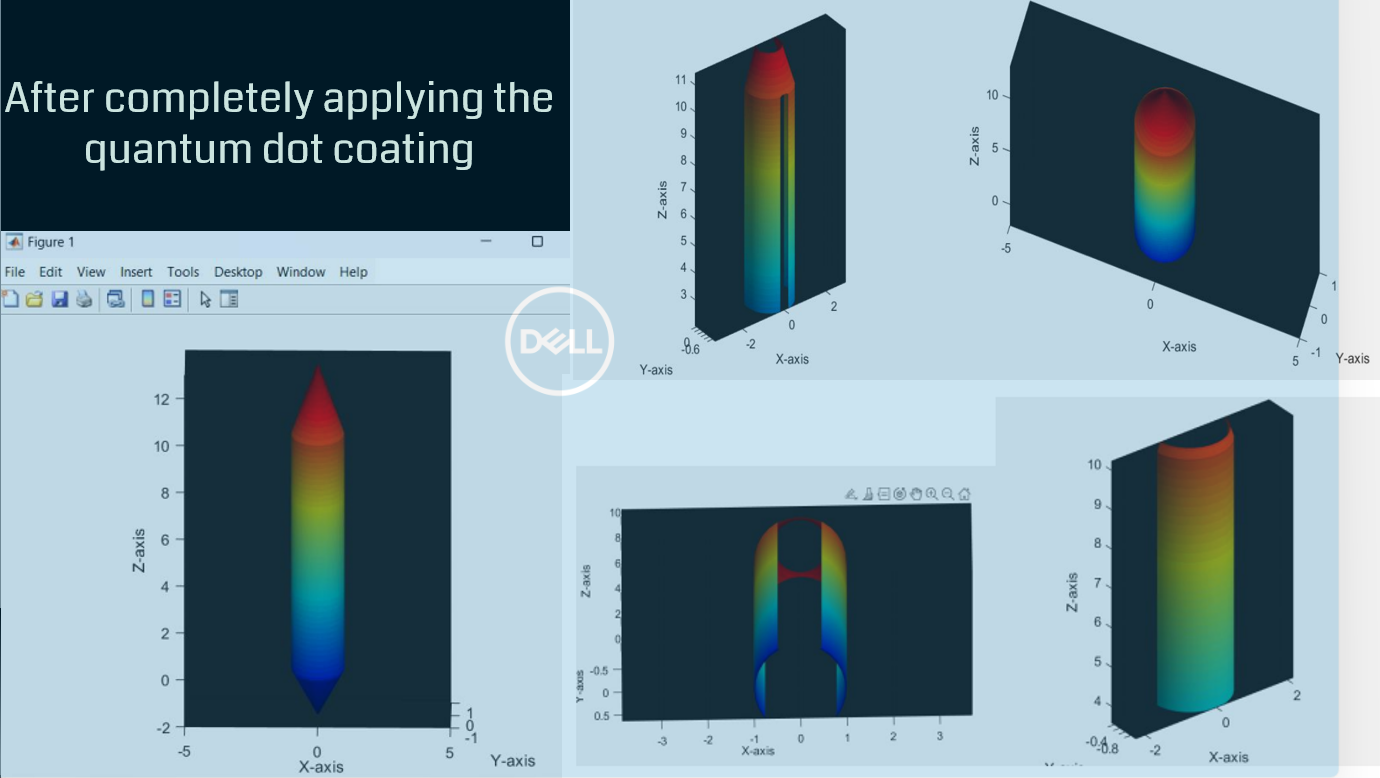 After completely applying the
quantum dot coating
Figure 1
File Edit View Insert Tools Desktop Window Help
12
10
8
6
4
2
0
-2
Z-axis
-5 0 5
X-axis
1
0
-1
Y-axis
DELL
11
10
9
8
7
6
5
4
3
Z-axis
0
-0.6
Y-axis
-2 0 2
X-axis
10
5
0
Z-axis
-5 0 5
X-axis
1
0
-1
Y-axis
10
8
6
4
2
0
Z-axis
-0.5
0
0.5
Y-axis
-3 -2 -1 0 1 2 3
X-axis
10
9
8
7
6
5
4
Z-axis
-0.4
-0.8
-2 0 2
X-axis